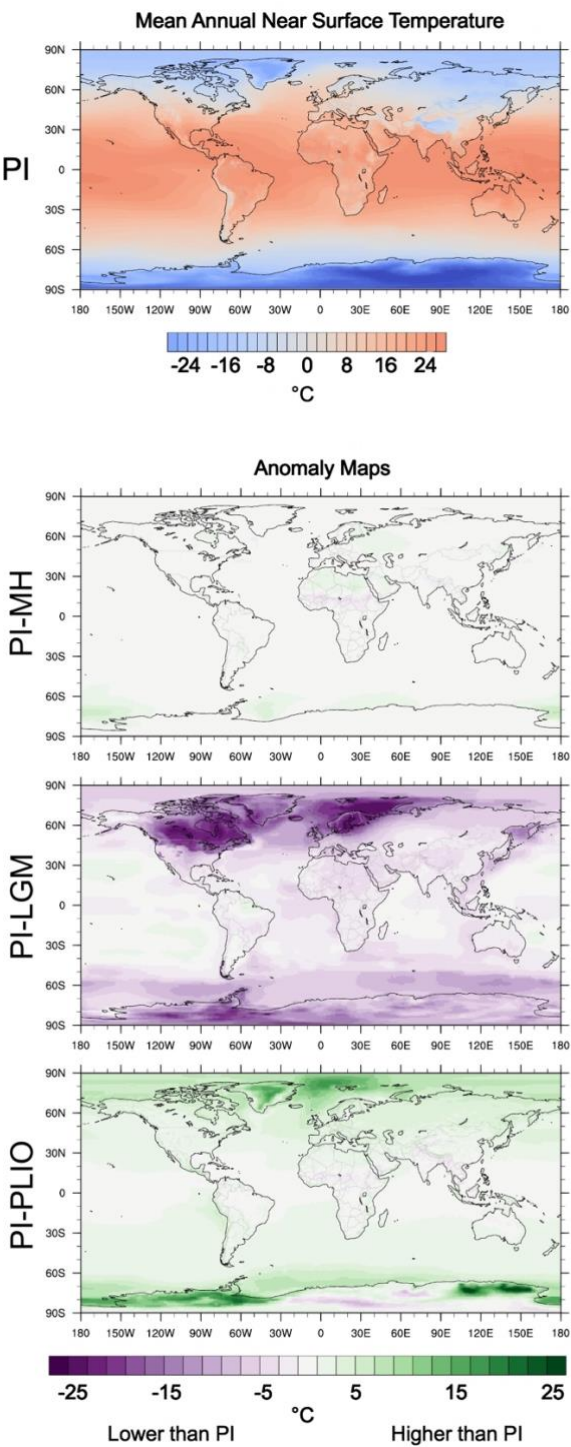 Mean Annual Near Surface Temperature
90N
60N
30N
PI
0
30S
60S
90S
180 150W 120W 90W 60W 30W 0 30E 60E 90E 120E 150E 180
-24 -16 -8 0 8 16 24
°C
Anomaly Maps
90N
60N
30N
PI-MH
0
30S
60S
90S
180 150W 120W 90W 60W 30W 0 30E 60E 90E 120E 150E 180
90N
60N
30N
PI-LGM
0
30S
60S
90S
180 150W 120W 90W 60W 30W 0 30E 60E 90E 120E 150E 180
90N
60N
30N
PI-PLIO
0
30S
60S
90S
180 150W 120W 90W 60W 30W 0 30E 60E 90E 120E 150E 180
-25 -15 -5 5 15 25
°C
Lower than PI Higher than PI